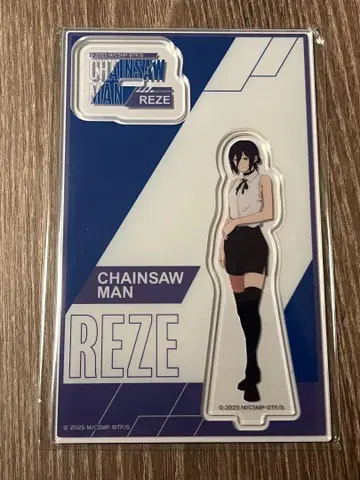 © 2025 M/CSMP ©TF/S
CHAINSAW
MAN
REZE
CHAINSAW
MAN
REZE
© 2025 M/CSMP ©TF/S.
© 2025 M/CSMP ©TF/S.